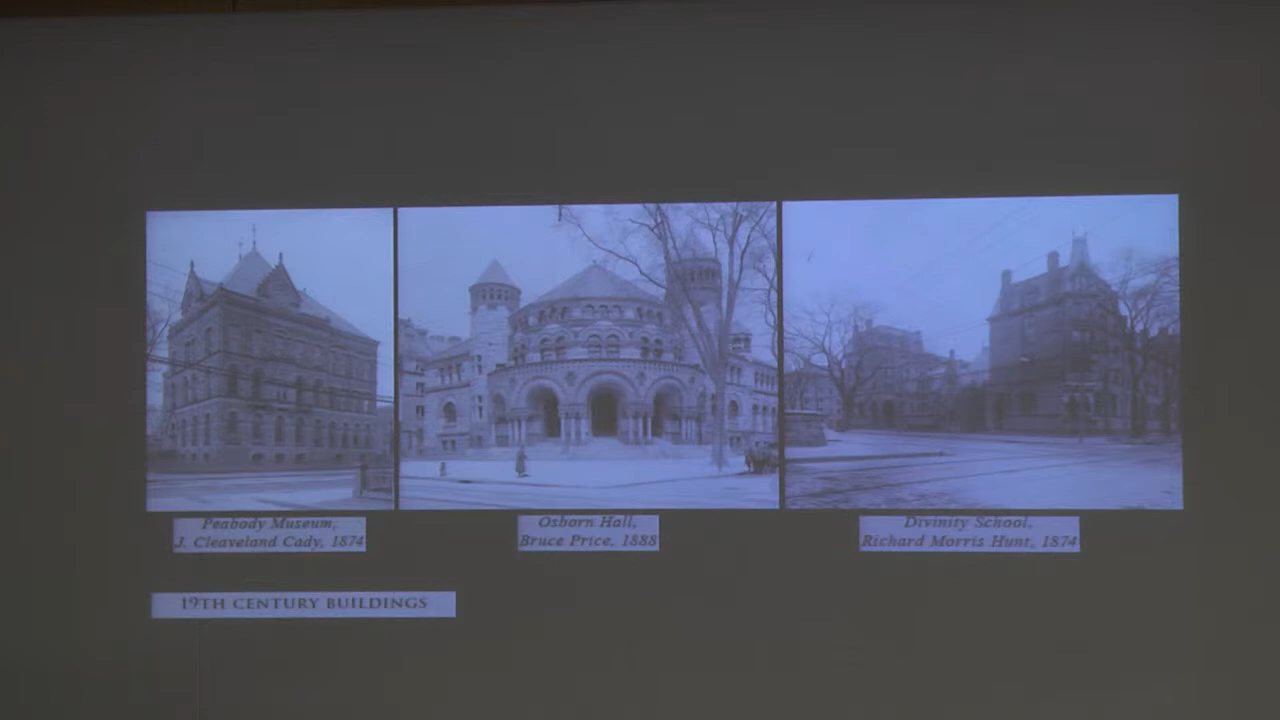 Peabody Museum,
J. Cleaveland Cady, 1874
Osborn Hall,
Bruce Price, 1888
Divinity School,
Richard Morris Hunt, 1874
19TH CENTURY BUILDINGS